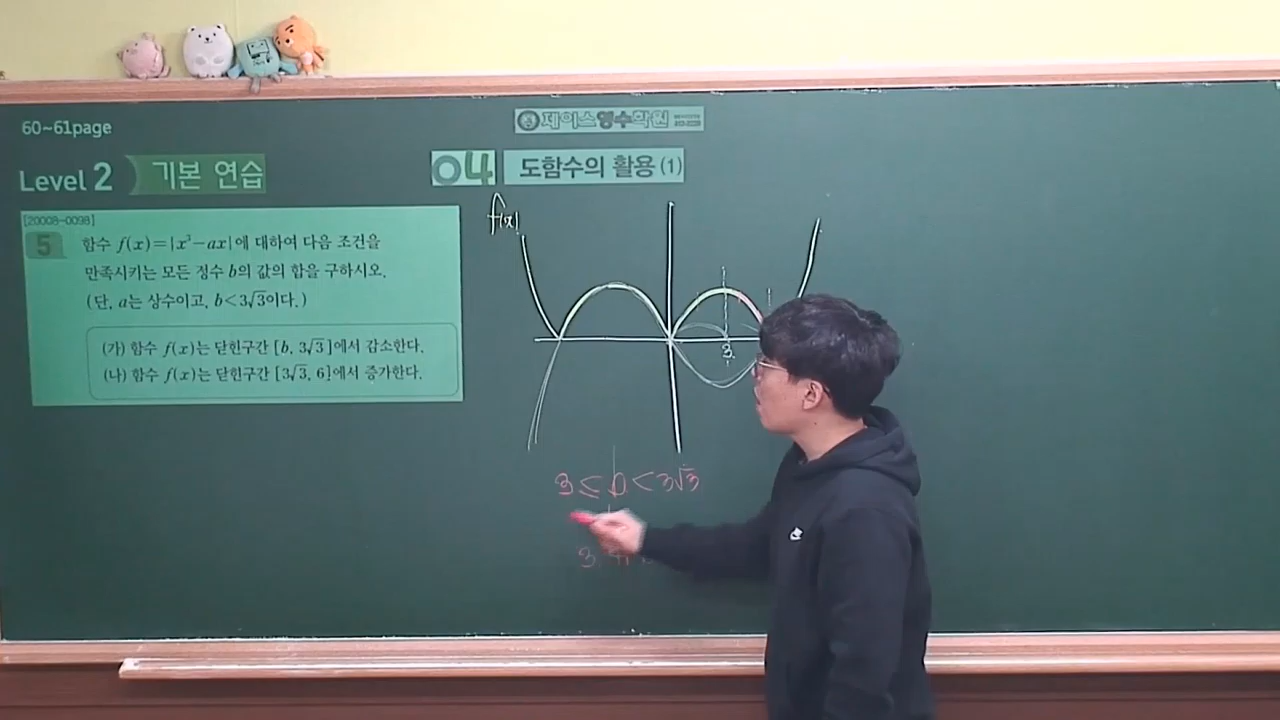 60~61page
제이스영수학원
Level 2 기본 연습
04 도함수의 활용(1)
[20008-0098]
5 함수 f(x)=|x³-ax|에 대하여 다음 조건을
만족시키는 모든 정수 b의 값의 합을 구하시오.
(단, a는 상수이고, b<3√3이다.)
(가) 함수 f(x)는 닫힌구간 [b, 3√3]에서 감소한다.
(나) 함수 f(x)는 닫힌구간 [3√3, 6]에서 증가한다.
f(x)
3
3 ≤ b < 3√3
3